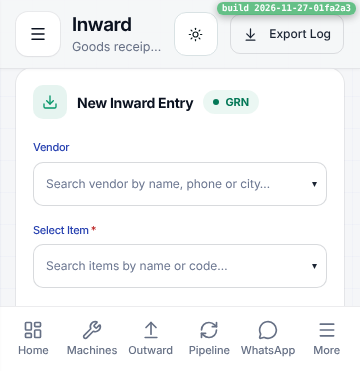 build 2026-11-27-01fa2a3
Inward
Goods receip...
Export Log
New Inward Entry
GRN
Vendor
Search vendor by name, phone or city...
Select Item *
Search items by name or code...
Home
Machines
Outward
Pipeline
WhatsApp
More